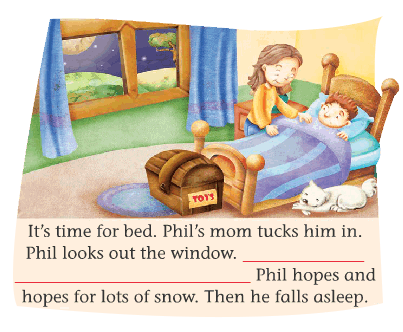 TOYS
It's time for bed. Phil's mom tucks him in.
Phil looks out the window. ____________
______________________ Phil hopes and
hopes for lots of snow. Then he falls asleep.